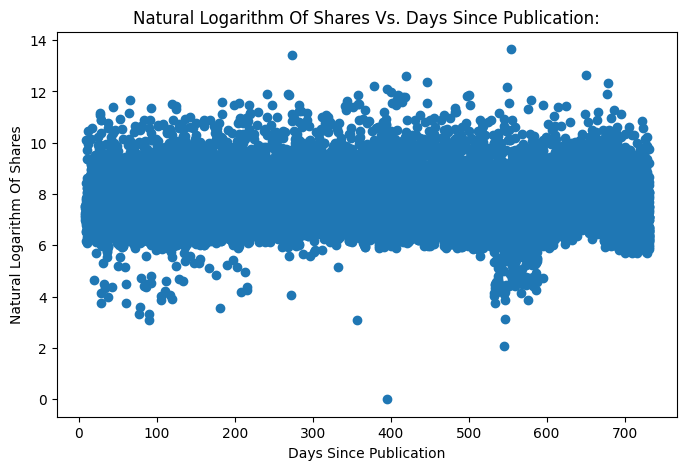 Natural Logarithm Of Shares Vs. Days Since Publication:
14
12
10
8
6
4
2
0
Natural Logarithm Of Shares
0 100 200 300 400 500 600 700
Days Since Publication